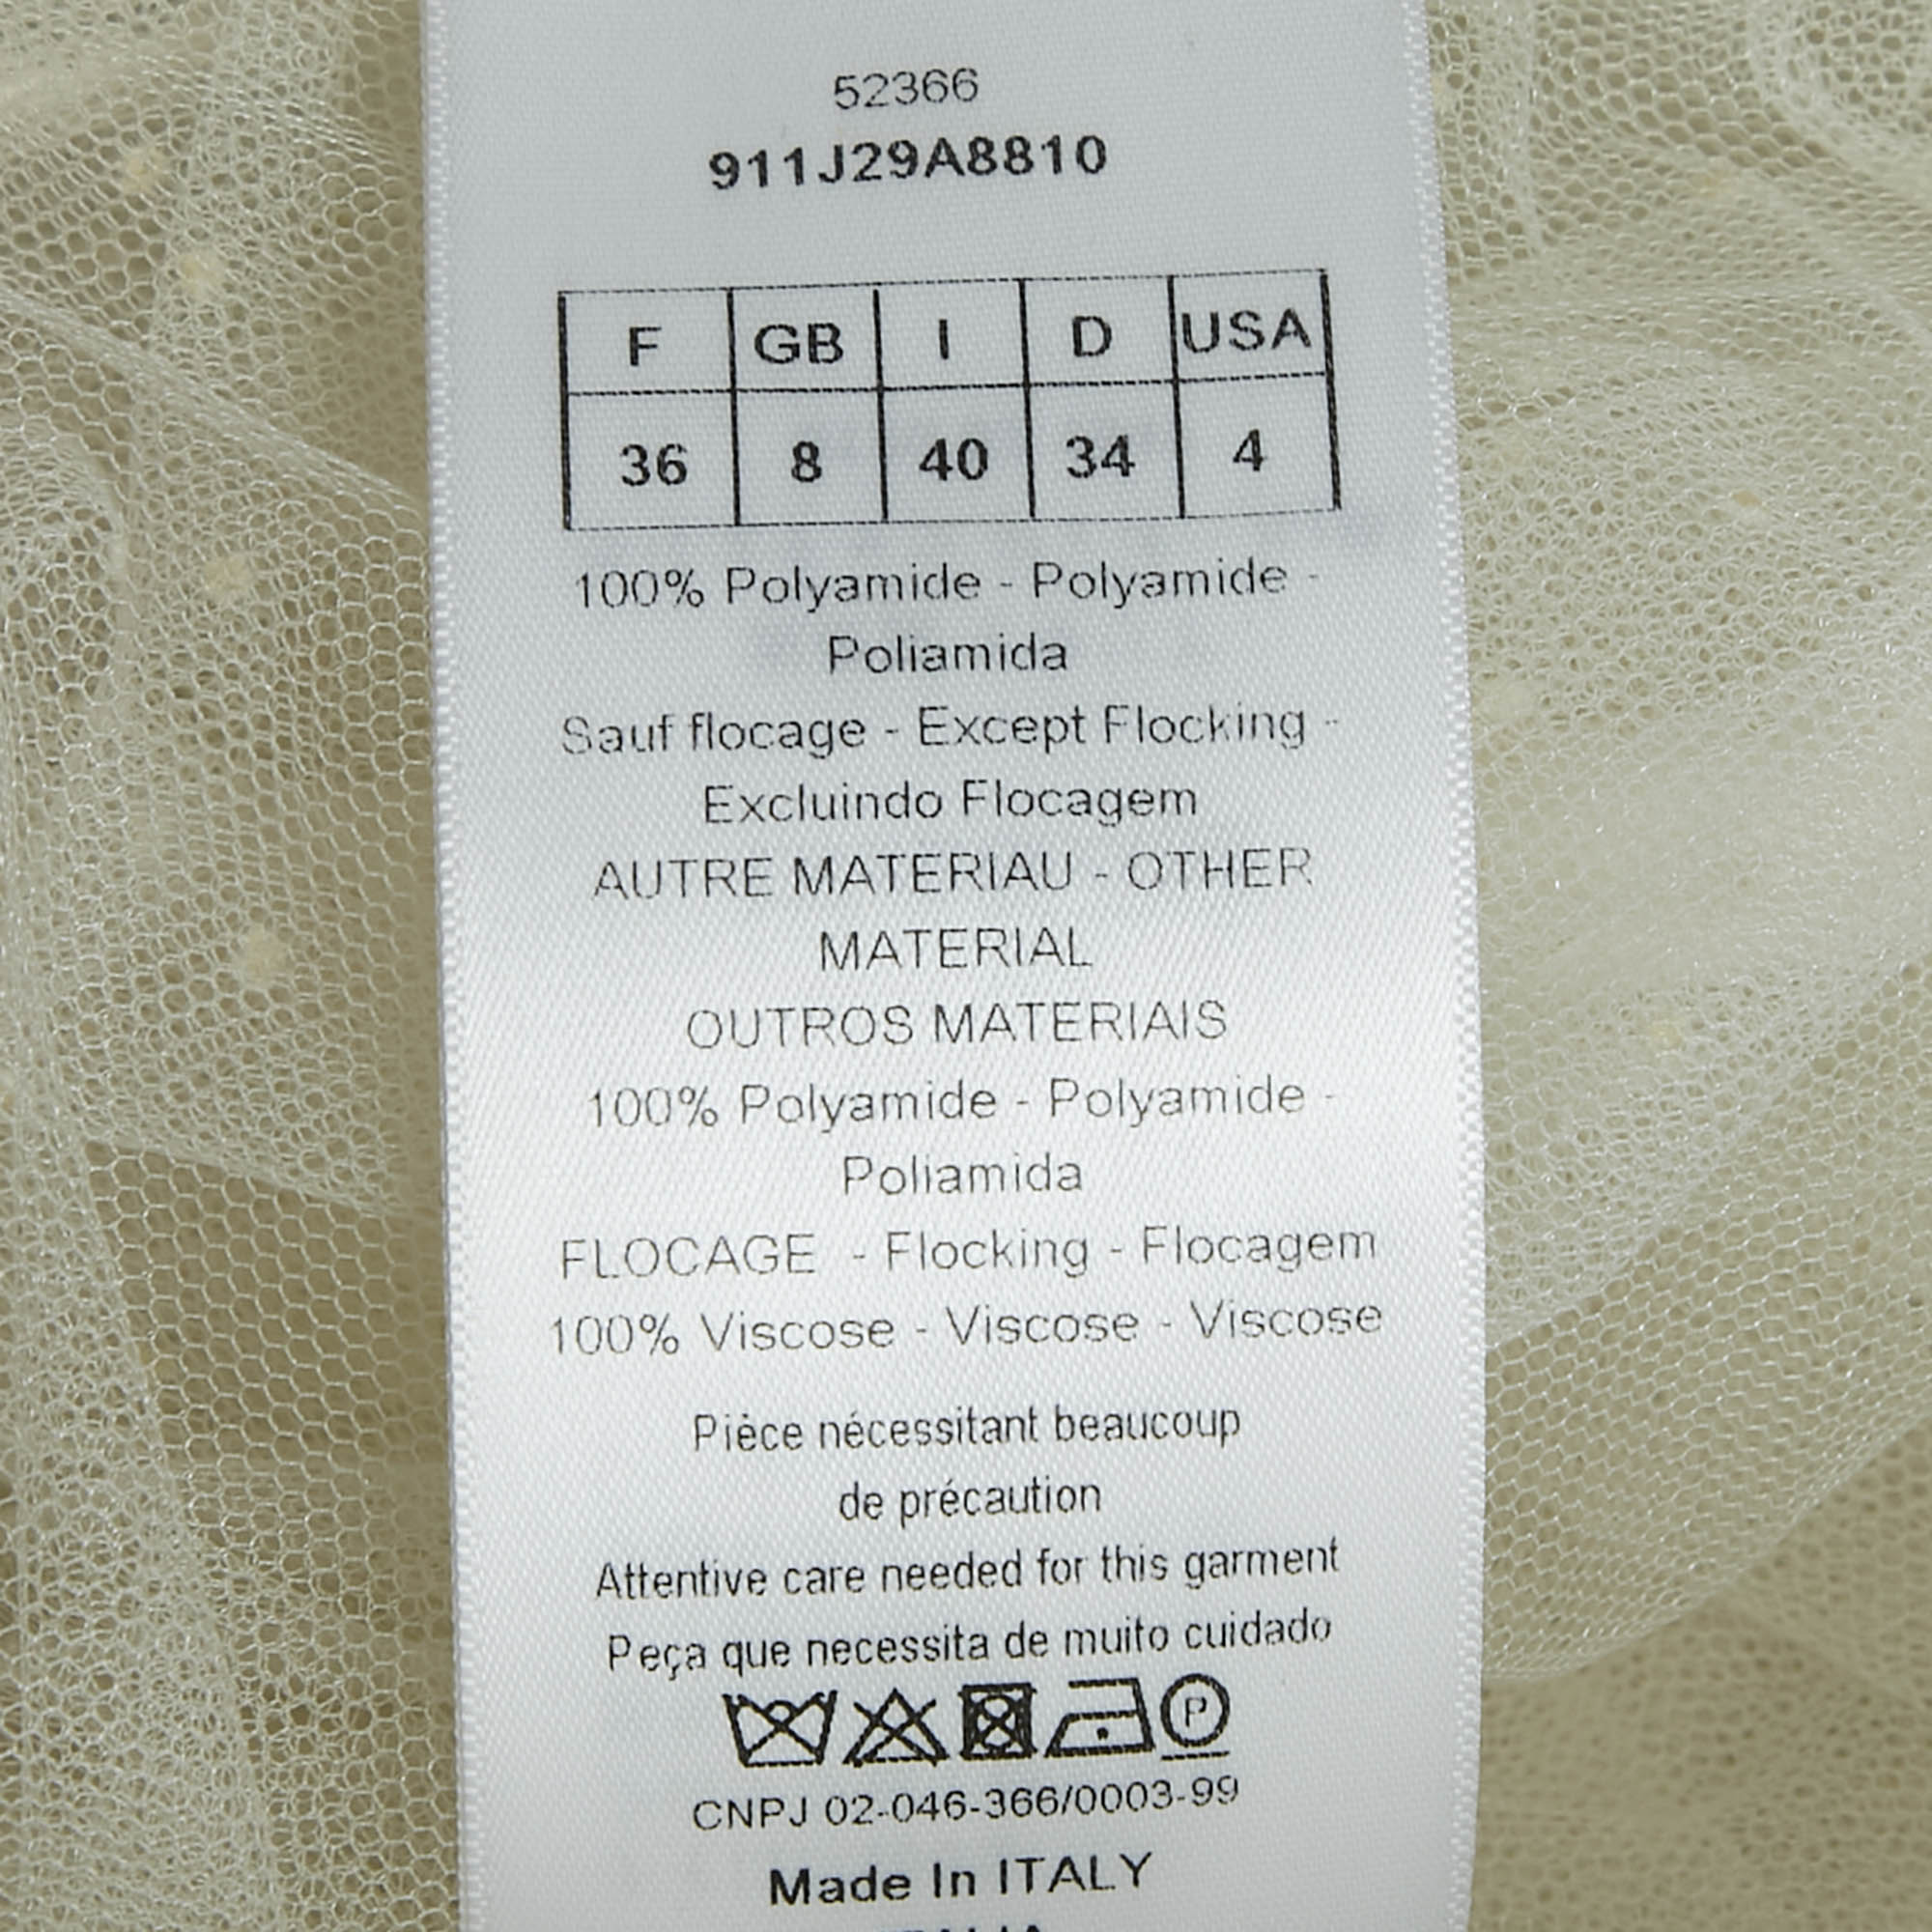 52366
911J29A8810
F GB I D USA
36 8 40 34 4
100% Polyamide - Polyamide -
Poliamida
Sauf flocage - Except Flocking -
Excluindo Flocagem
AUTRE MATERIAU - OTHER
MATERIAL
OUTROS MATERIAIS
100% Polyamide - Polyamide -
Poliamida
FLOCAGE - Flocking - Flocagem
100% Viscose - Viscose - Viscose
Pièce nécessitant beaucoup
de précaution
Attentive care needed for this garment
Peça que necessita de muito cuidado
P
CNPJ 02-046-366/0003-99
Made In ITALY